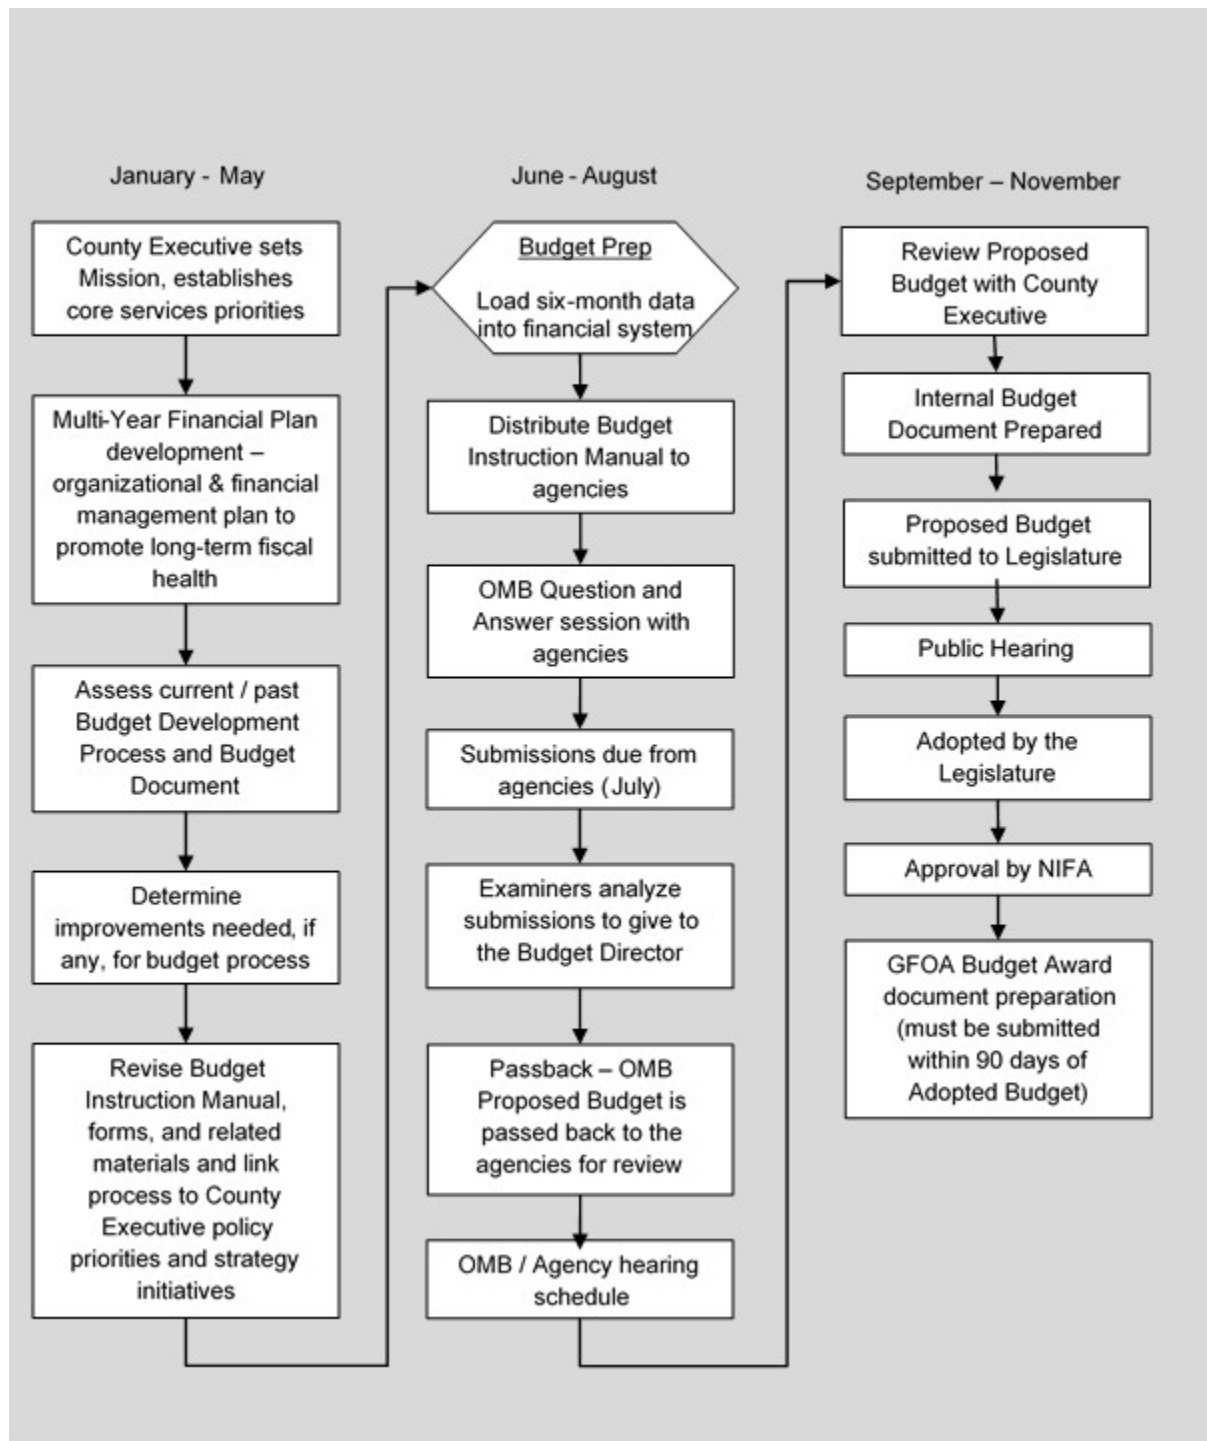 January - May
County Executive sets
Mission, establishes
core services priorities
Multi-Year Financial Plan
development –
organizational & financial
management plan to
promote long-term fiscal
health
Assess current / past
Budget Development
Process and Budget
Document
Determine
improvements needed, if
any, for budget process
Revise Budget
Instruction Manual,
forms, and related
materials and link
process to County
Executive policy
priorities and strategy
initiatives
June - August
Budget Prep
Load six-month data
into financial system
Distribute Budget
Instruction Manual to
agencies
OMB Question and
Answer session with
agencies
Submissions due from
agencies (July)
Examiners analyze
submissions to give to
the Budget Director
Passback – OMB
Proposed Budget is
passed back to the
agencies for review
OMB / Agency hearing
schedule
September – November
Review Proposed
Budget with County
Executive
Internal Budget
Document Prepared
Proposed Budget
submitted to Legislature
Public Hearing
Adopted by the
Legislature
Approval by NIFA
GFOA Budget Award
document preparation
(must be submitted
within 90 days of
Adopted Budget)